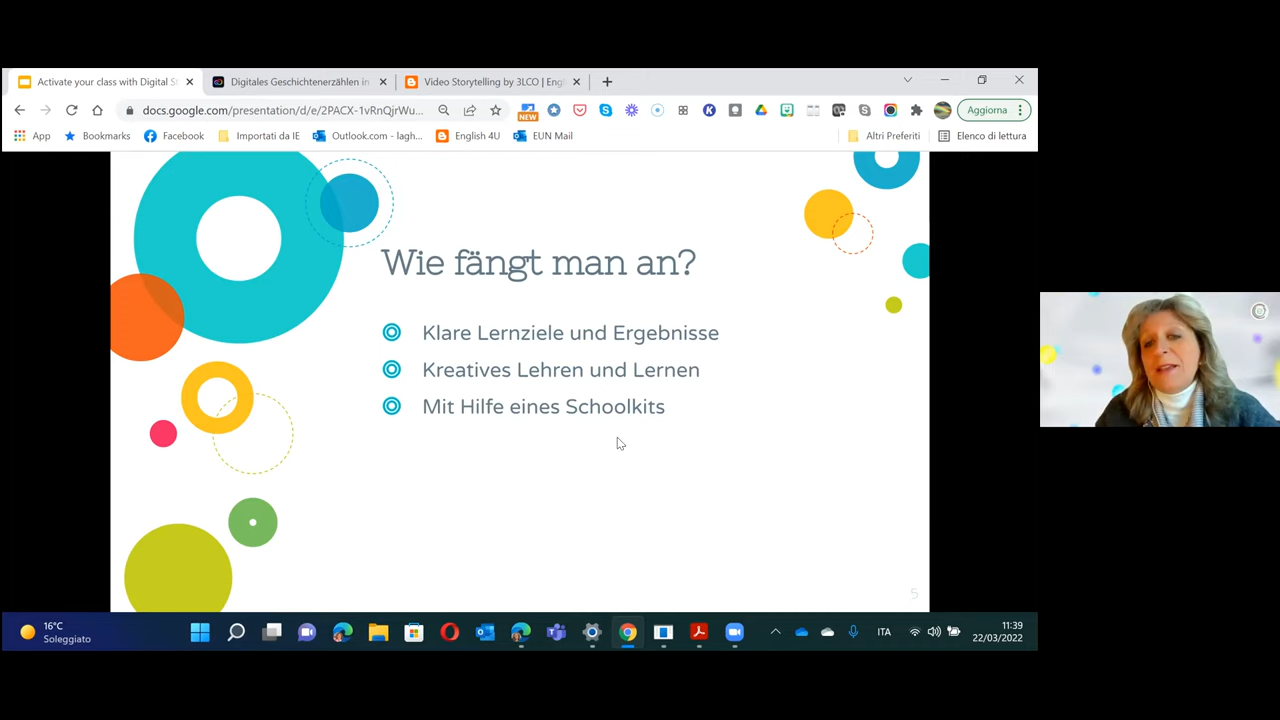 Activate your class with Digital S
Digitales Geschichtenerzählen in
Video Storytelling by 3LCO | Eng
docs.google.com/presentation/d/e/2PACX-1vRnQjrWu...
NEW
Aggiorna
App
Bookmarks
Facebook
Importati da IE
Outlook.com - lagh...
English 4U
EUN Mail
Altri Preferiti
Elenco di lettura
Wie fängt man an?
Klare Lernziele und Ergebnisse
Kreatives Lehren und Lernen
Mit Hilfe eines Schoolkits
5
16°C
Soleggiato
ITA
11:39
22/03/2022